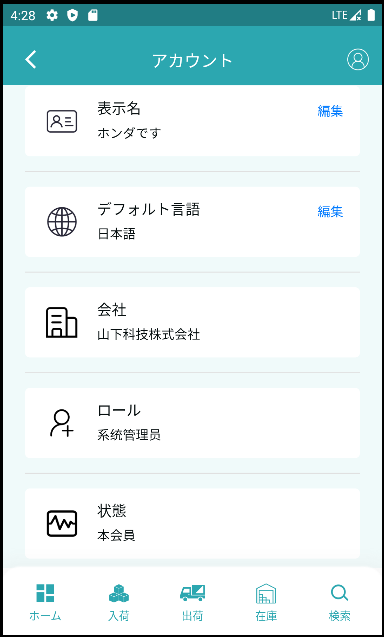 4:28
LTE
アカウント
表示名
編集
ホンダです
デフォルト言語
編集
日本語
会社
山下科技株式会社
ロール
系统管理员
状態
本会員
ホーム
入荷
出荷
在庫
検索